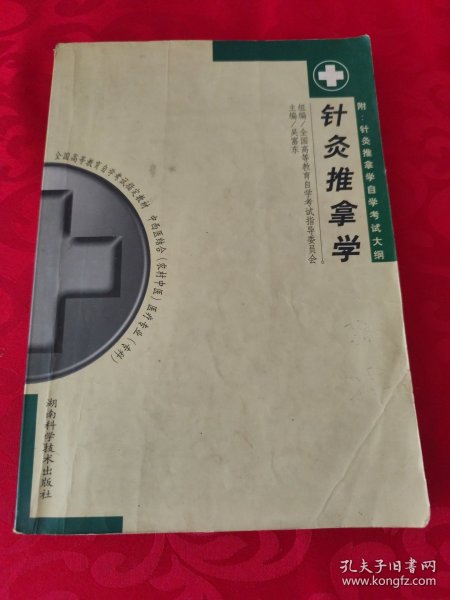 附：针灸推拿学自学考试大纲
针灸推拿学
组编/全国高等教育自学考试指导委员会
主编/吴富东
全国高等教育自学考试指定教材　中西医结合（农村中医）医疗专业（专科）
湖南科学技术出版社
孔夫子旧书网
www.kongfz.com